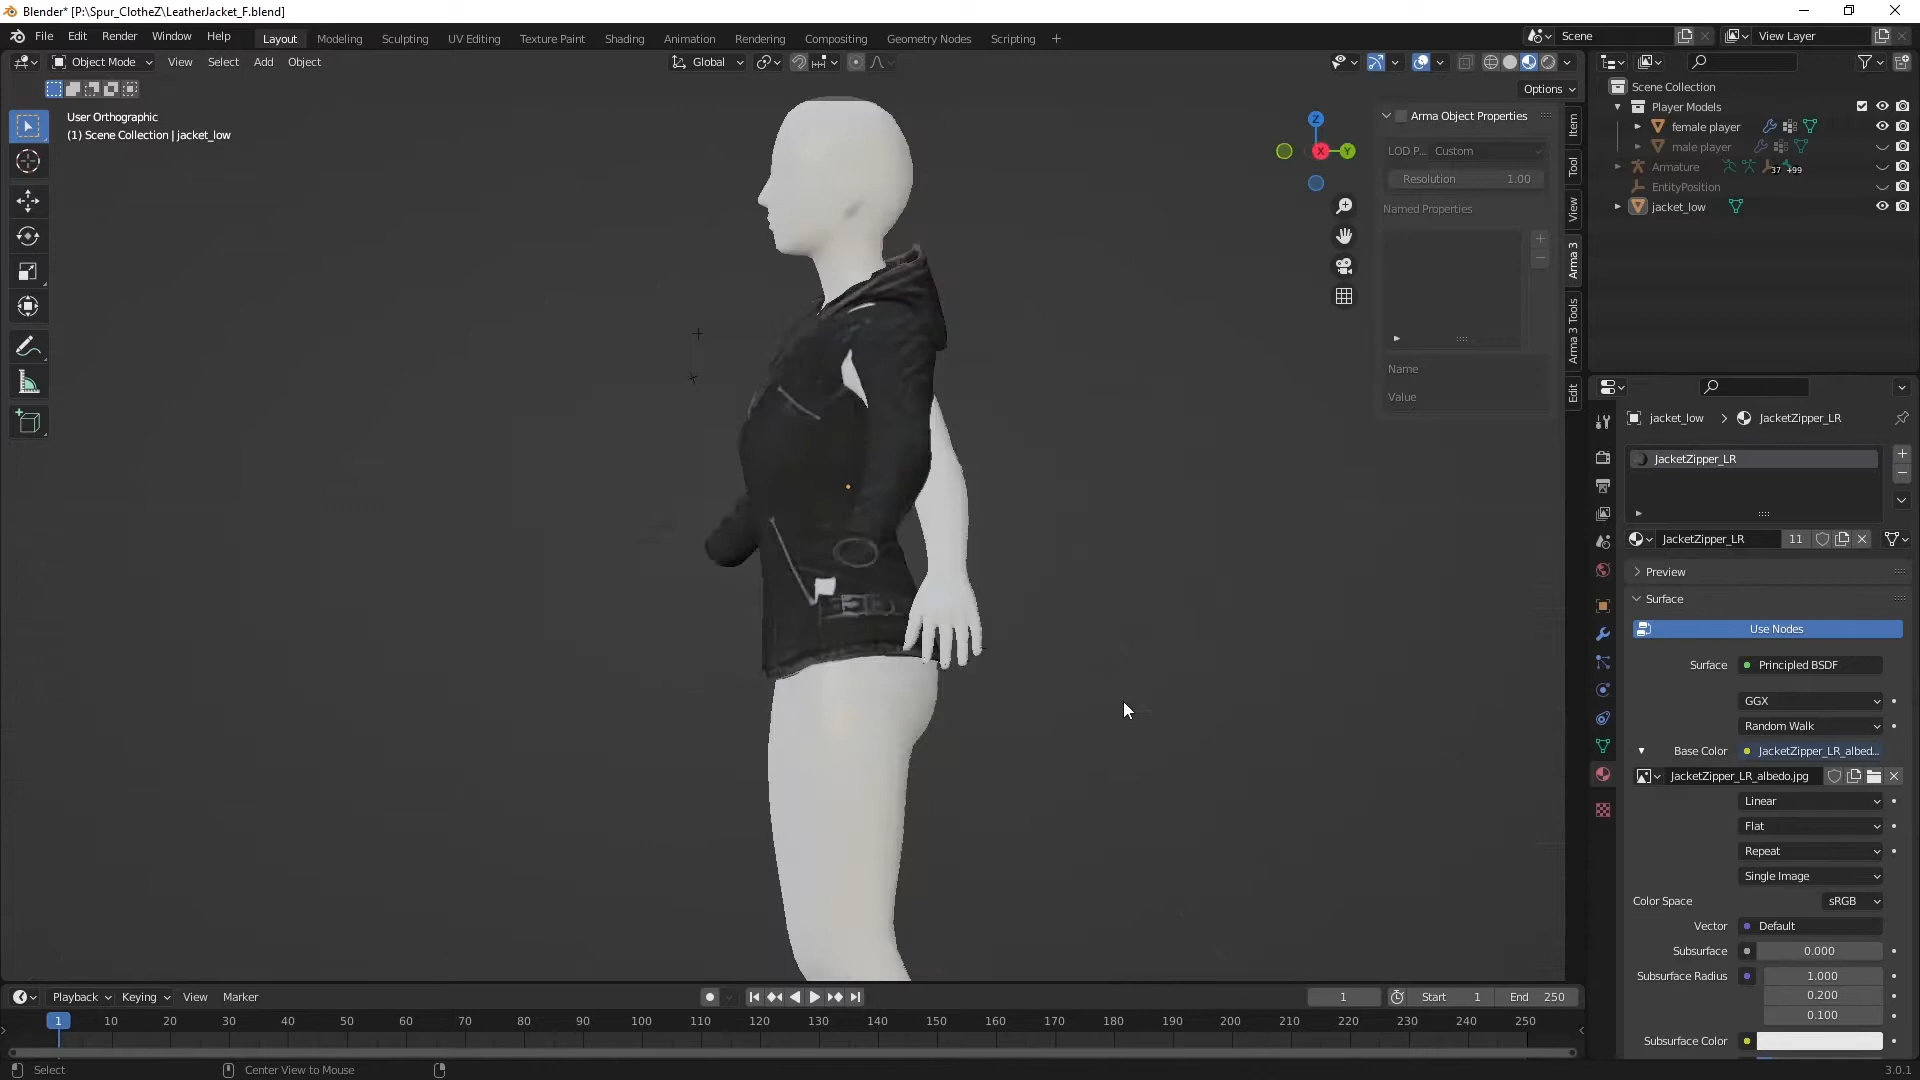 Blender* [P:\Spur_ClotheZ\LeatherJacket_F.blend]
File Edit Render Window Help Layout Modeling Sculpting UV Editing Texture Paint Shading Animation Rendering Compositing Geometry Nodes Scripting + Scene View Layer
Object Mode View Select Add Object Global
Options
User Orthographic
(1) Scene Collection | jacket_low
Z
X
Y
Arma Object Properties
LOD P... Custom
Resolution 1.00
Named Properties
Name
Value
Item
Tool
View
Arma 3
Arma 3 Tools
Edit
Scene Collection
Player Models
female player
male player
Armature 37 +99
EntityPosition
jacket_low
jacket_low > JacketZipper_LR
JacketZipper_LR
JacketZipper_LR 11
Preview
Surface
Use Nodes
Surface Principled BSDF
GGX
Random Walk
Base Color JacketZipper_LR_albed...
JacketZipper_LR_albedo.jpg
Linear
Flat
Repeat
Single Image
Color Space sRGB
Vector Default
Subsurface 0.000
Subsurface Radius 1.000
0.200
0.100
Subsurface Color
Playback Keying View Marker 1 Start 1 End 250
1 10 20 30 40 50 60 70 80 90 100 110 120 130 140 150 160 170 180 190 200 210 220 230 240 250
Select Center View to Mouse 3.0.1